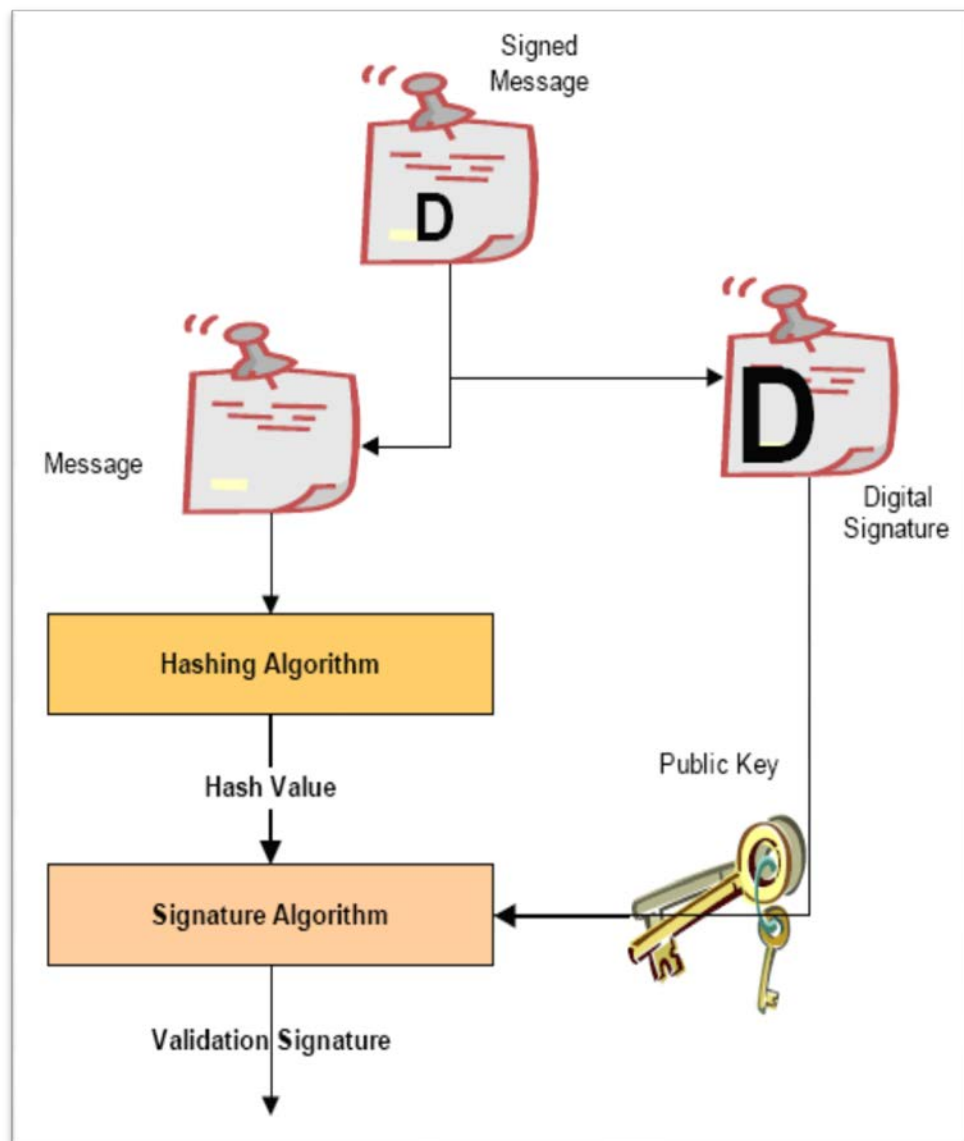 Signed
Message
D
D
Message
Digital
Signature
Hashing Algorithm
Public Key
Hash Value
Signature Algorithm
Validation Signature